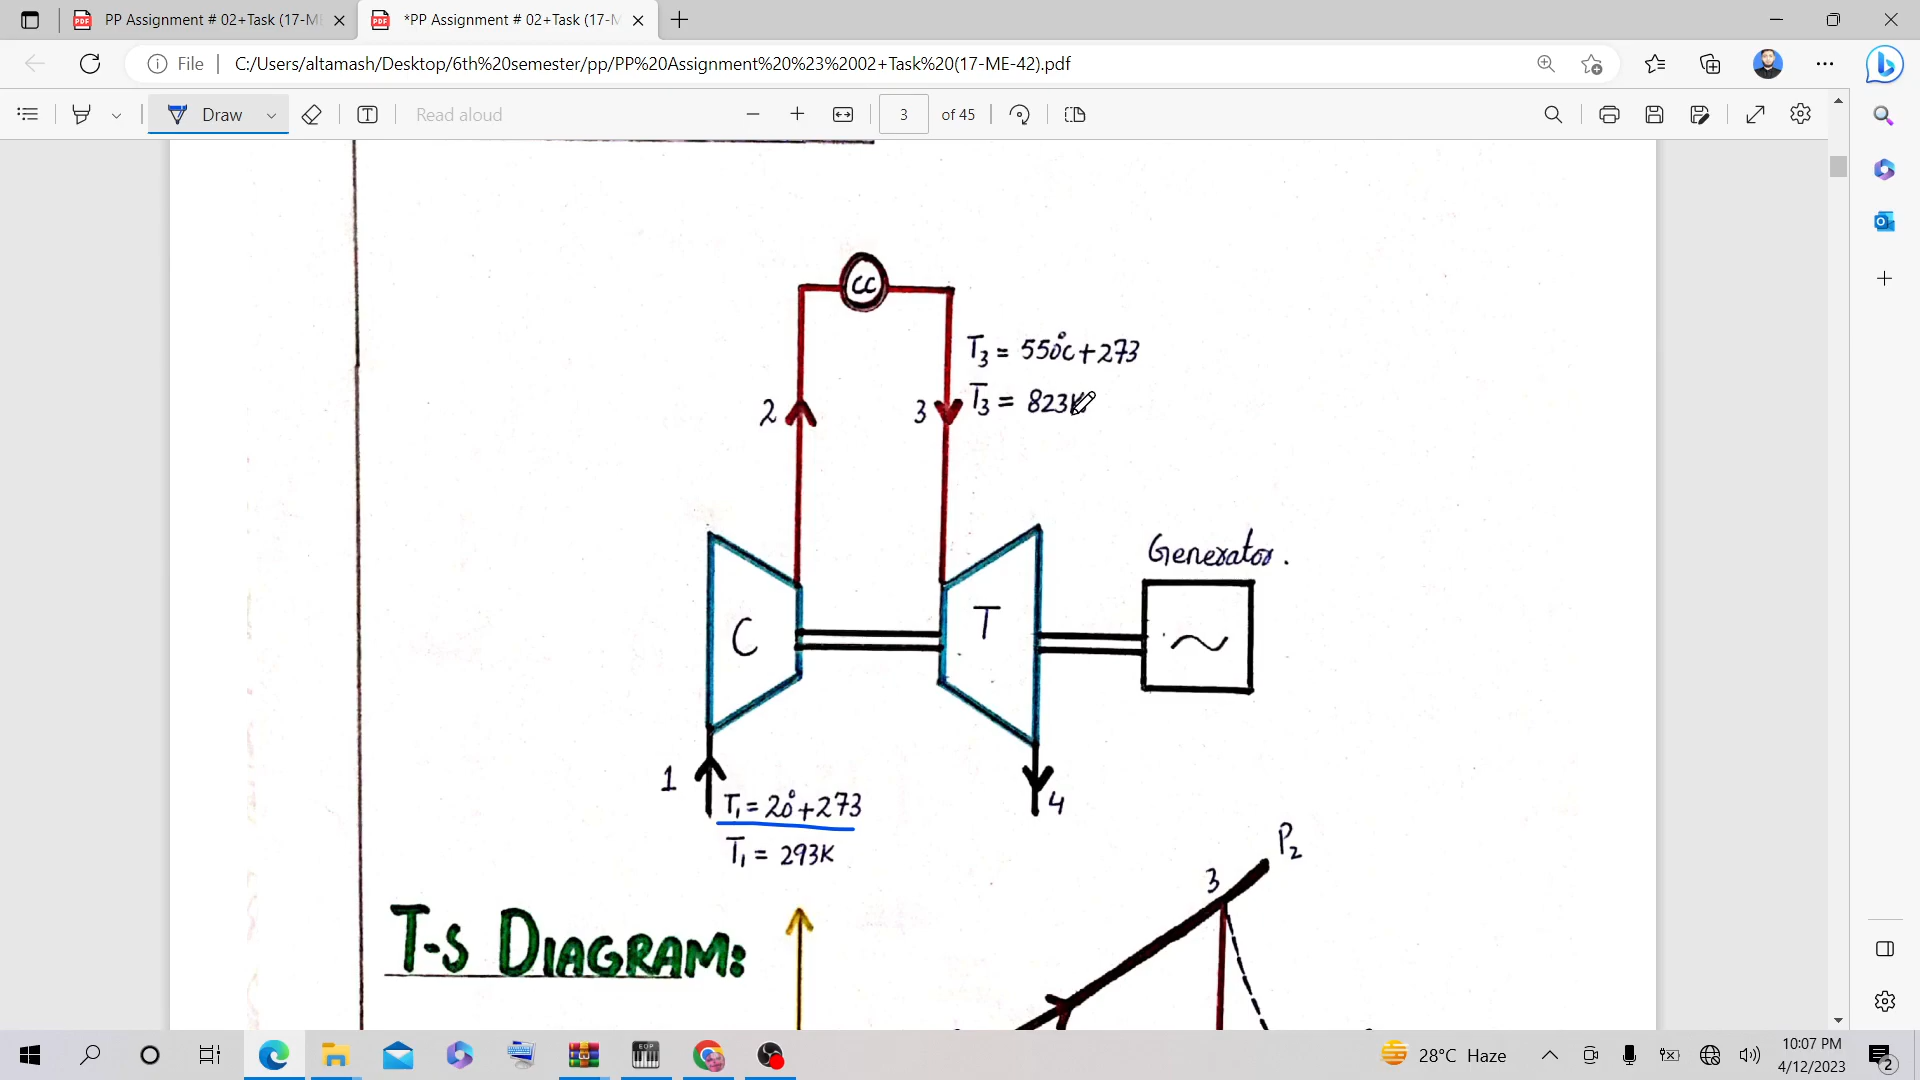 PP Assignment # 02+Task (17-M
*PP Assignment # 02+Task (17-M
File
C:/Users/altamash/Desktop/6th%20semester/pp/PP%20Assignment%20%23%2002+Task%20(17-ME-42).pdf
Draw
Read aloud
3 of 45
CC
T3 = 550°C+273
T3 = 823K
2
3
Generator.
C
T
~
1
T1 = 20°+273
4
T1 = 293K
P2
3
T-S DIAGRAM:
28°C Haze
10:07 PM
4/12/2023
2